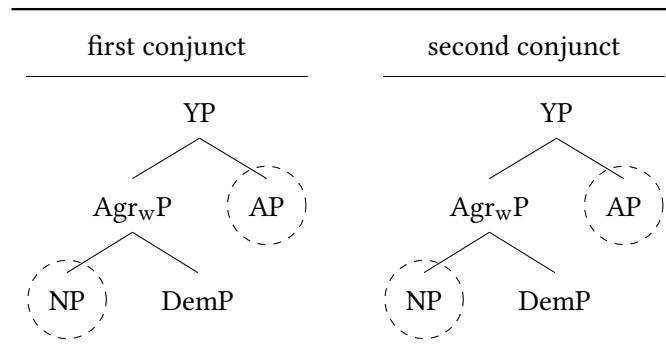 first conjunct second conjunct
YP YP
AgrwP AP AgrwP AP
NP DemP NP DemP